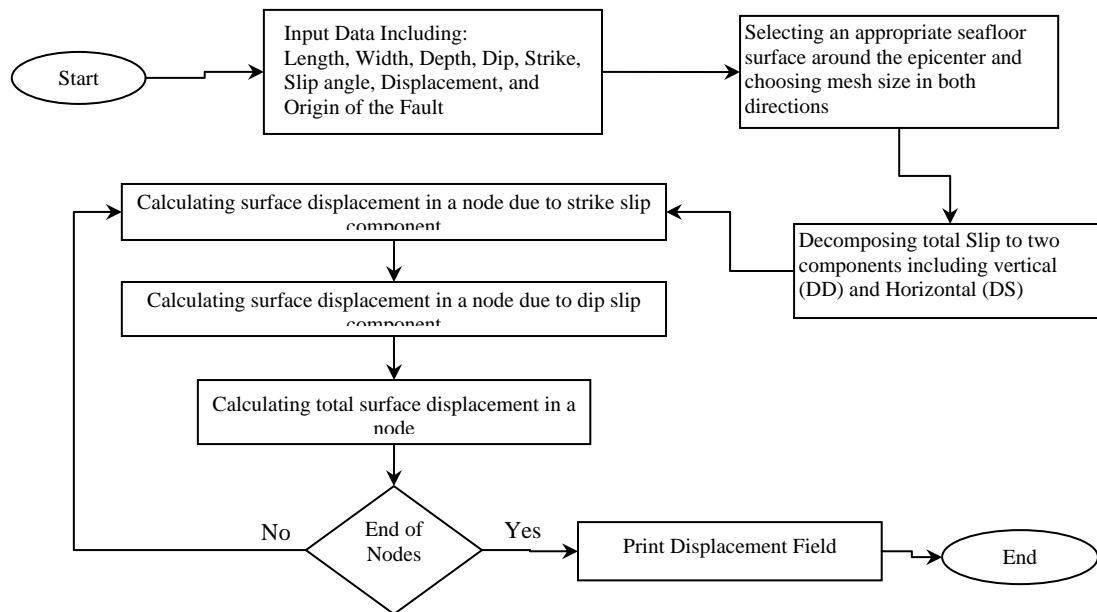 Start
Input Data Including:
Length, Width, Depth, Dip, Strike,
Slip angle, Displacement, and
Origin of the Fault
Selecting an appropriate seafloor
surface around the epicenter and
choosing mesh size in both
directions
Decomposing total Slip to two
components including vertical
(DD) and Horizontal (DS)
Calculating surface displacement in a node due to strike slip
component
Calculating surface displacement in a node due to dip slip
component
Calculating total surface displacement in a
node
End of
Nodes
No
Yes
Print Displacement Field
End